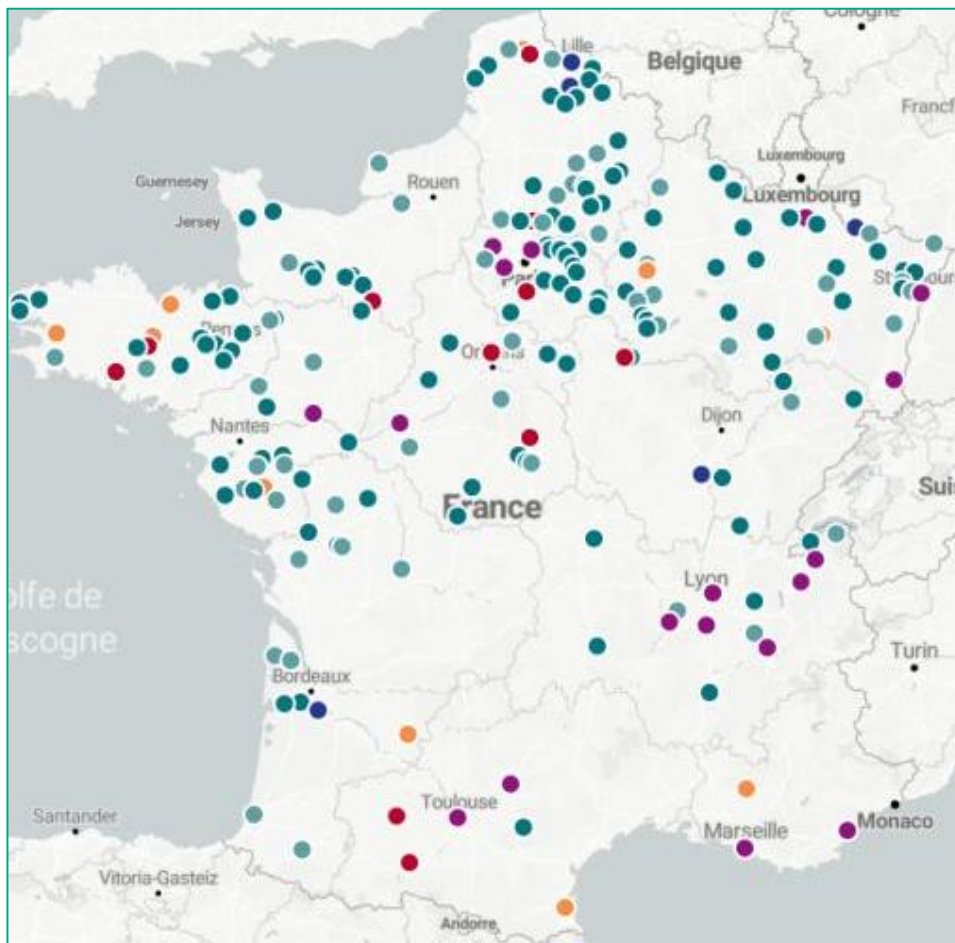 Cologne
Lille
Belgique
Francf
Luxembourg
Guernesey
Rouen
Luxembourg
Jersey
Orléans
Nantes
Dijon
Suis
France
Lyon
olfe de
scogne
Turin
Bordeaux
Toulouse
Santander
Marseille
Monaco
Vitoria-Gasteiz
Andorre